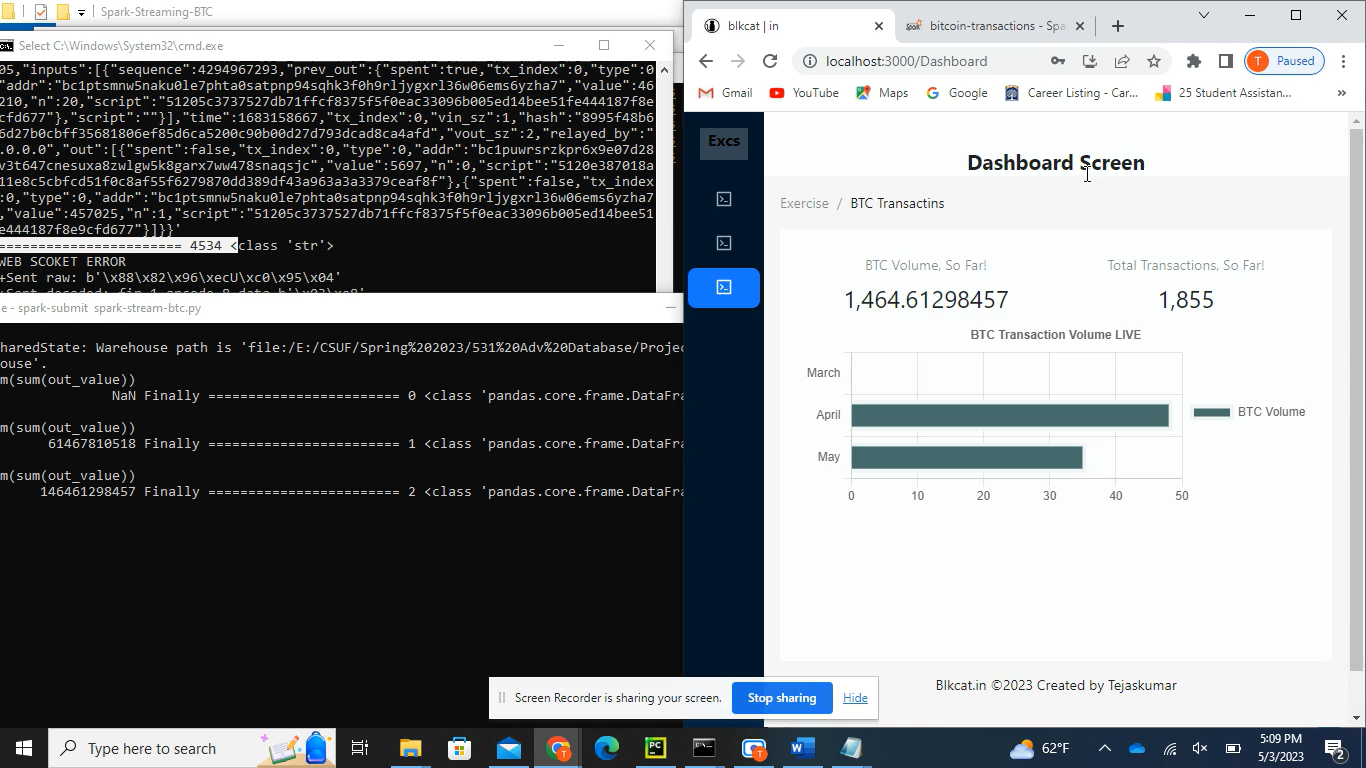 Spark-Streaming-BTC
Select C:\Windows\System32\cmd.exe
05,"inputs":[{"sequence":4294967293,"prev_out":{"spent":true,"tx_index":0,"type":0
"addr":"bc1ptsmnw5naku0le7phta0satpnp94sqhk3f0h9rljygxrl36w06ems6yzha7","value":46
210,"n":20,"script":"51205c3737527db71ffcf8375f5f0eac33096b005ed14bee51fe444187f8e
cfd677"},"script":""}],"time":1683158667,"tx_index":0,"vin_sz":1,"hash":"8995f48b6
6d27b0cbff35681806ef85d6ca5200c90b00d27d793dcad8ca4afd","vout_sz":2,"relayed_by":"
.0.0.0","out":[{"spent":false,"tx_index":0,"type":0,"addr":"bc1puwrsrzkpr6x9e07d28
v3t647cnesuxa8zwlgw5k8garx7ww478snaqsjc","value":5697,"n":0,"script":"5120e387018a
11e8c5cbfcd51f0c8af55f6279870dd389df43a963a3a3379ceaf8f"},{"spent":false,"tx_index
:0,"type":0,"addr":"bc1ptsmnw5naku0le7phta0satpnp94sqhk3f0h9rljygxrl36w06ems6yzha7
,"value":457025,"n":1,"script":"51205c3737527db71ffcf8375f5f0eac33096b005ed14bee51
e444187f8e9cfd677"}]}}'
======================== 4534 <class 'str'>
WEB SCOKET ERROR
+Sent raw: b'\x88\x82\x96\xecU\xc0\x95\x04'
e - spark-submit spark-stream-btc.py
haredState: Warehouse path is 'file:/E:/CSUF/Spring%202023/531%20Adv%20Database/Projec
ouse'.
m(sum(out_value))
NaN Finally ======================== 0 <class 'pandas.core.frame.DataFra
m(sum(out_value))
61467810518 Finally ======================== 1 <class 'pandas.core.frame.DataFra
m(sum(out_value))
146461298457 Finally ======================== 2 <class 'pandas.core.frame.DataFra
blkcat | in
bitcoin-transactions - Spa
localhost:3000/Dashboard
T Paused
Gmail
YouTube
Maps
Google
Career Listing - Car...
25 Student Assistan...
»
Excs
Dashboard Screen
Exercise / BTC Transactins
BTC Volume, So Far!
Total Transactions, So Far!
1,464.61298457
1,855
BTC Transaction Volume LIVE
March
April
May
BTC Volume
0 10 20 30 40 50
Blkcat.in ©2023 Created by Tejaskumar
Screen Recorder is sharing your screen.
Stop sharing
Hide
Type here to search
62°F
5:09 PM
5/3/2023
2